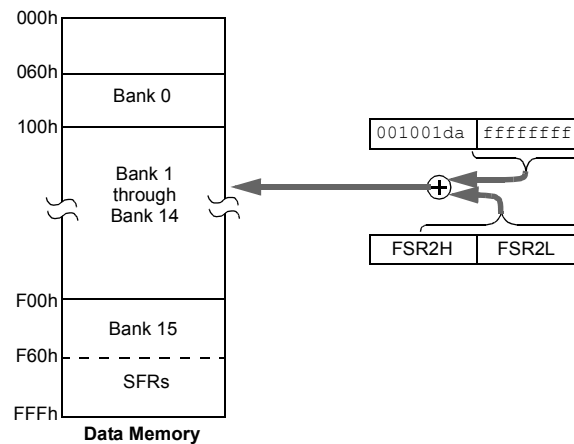 000h
060h
Bank 0
100h
001001da ffffffff
Bank 1
through
Bank 14
FSR2H FSR2L
F00h
Bank 15
F60h
SFRs
FFFh
Data Memory